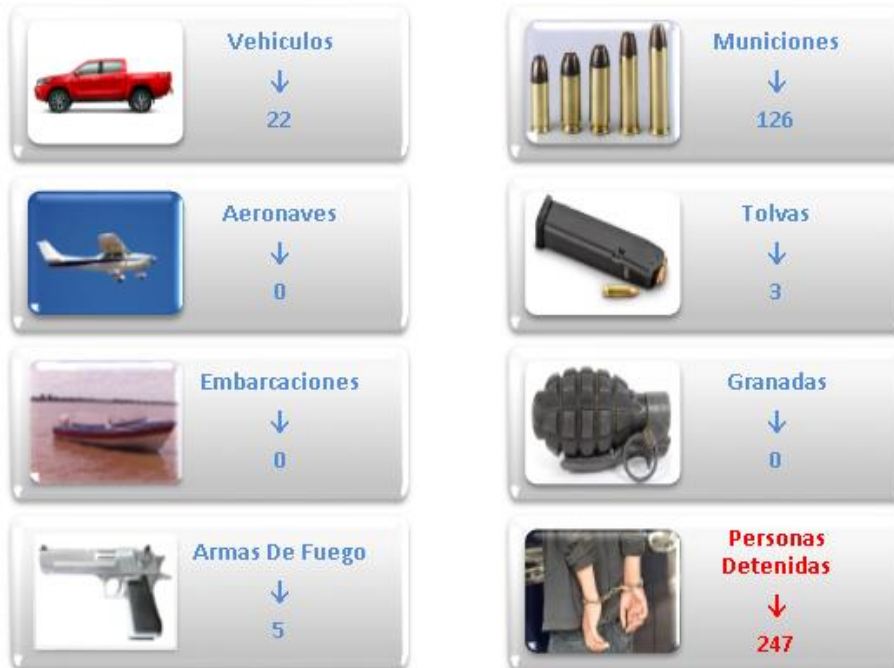 Vehiculos
↓
22
Municiones
↓
126
Aeronaves
↓
0
Tolvas
↓
3
Embarcaciones
↓
0
Granadas
↓
0
Armas De Fuego
↓
5
Personas
Detenidas
↓
247